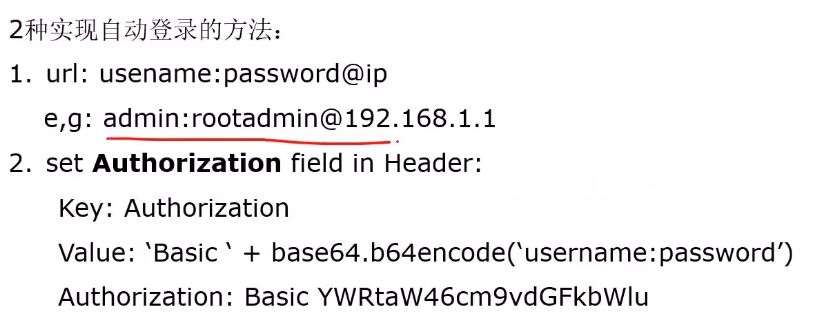 2种实现自动登录的方法：
1. url: usename:password@ip
e,g: admin:rootadmin@192.168.1.1
2. set Authorization field in Header:
Key: Authorization
Value: ‘Basic ‘ + base64.b64encode(‘username:password’)
Authorization: Basic YWRtaW46cm9vdGFkbWlu